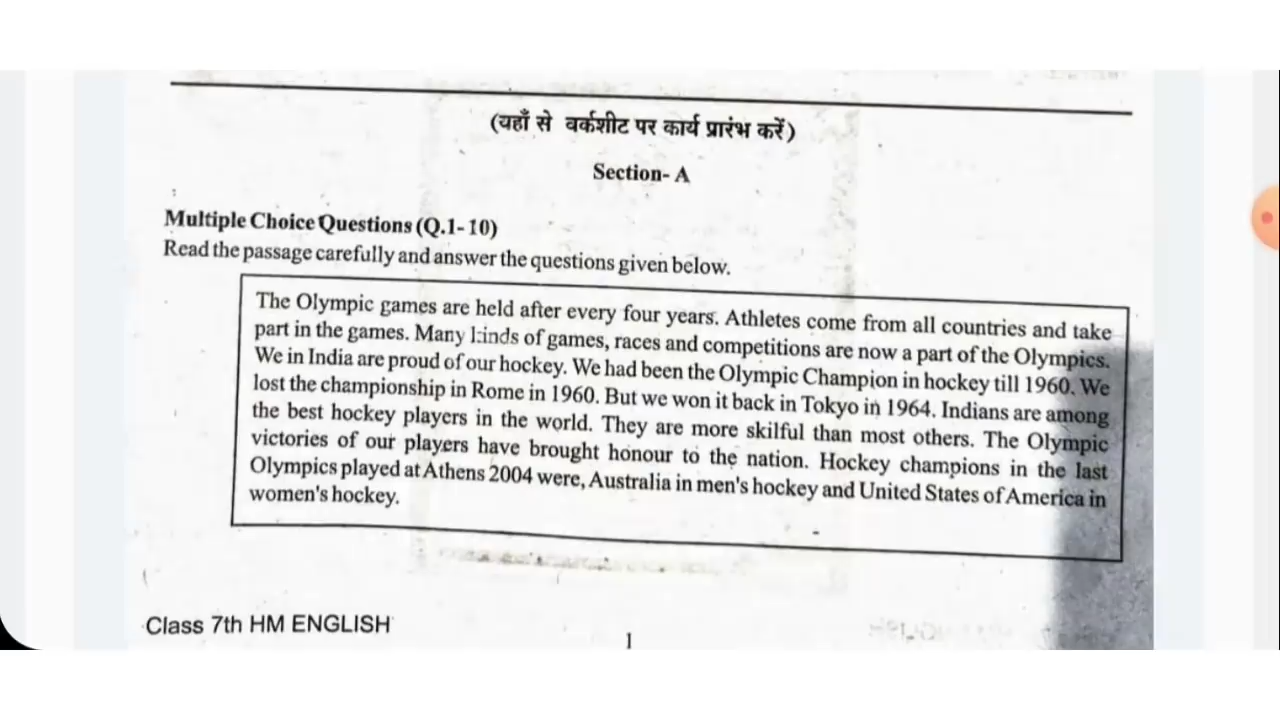 (यहाँ से वर्कशीट पर कार्य प्रारंभ करें)
Section- A
Multiple Choice Questions (Q.1-10)
Read the passage carefully and answer the questions given below.
The Olympic games are held after every four years. Athletes come from all countries and take
part in the games. Many kinds of games, races and competitions are now a part of the Olympics.
We in India are proud of our hockey. We had been the Olympic Champion in hockey till 1960. We
lost the championship in Rome in 1960. But we won it back in Tokyo in 1964. Indians are among
the best hockey players in the world. They are more skilful than most others. The Olympic
victories of our players have brought honour to the nation. Hockey champions in the last
Olympics played at Athens 2004 were, Australia in men's hockey and United States of America in
women's hockey.
Class 7th HM ENGLISH
1